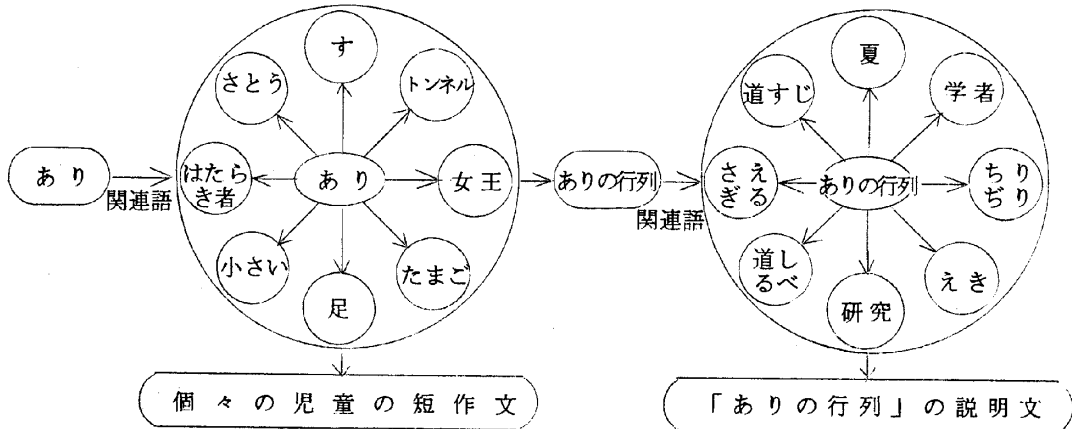 あり
関連語
す
さとう
トンネル
はたら
き者
あり
女王
小さい
たまご
足
個々の児童の短作文
ありの行列
関連語
夏
道すじ
学者
さえ
ぎる
ありの行列
ちり
ぢり
道し
るべ
えき
研究
「ありの行列」の説明文